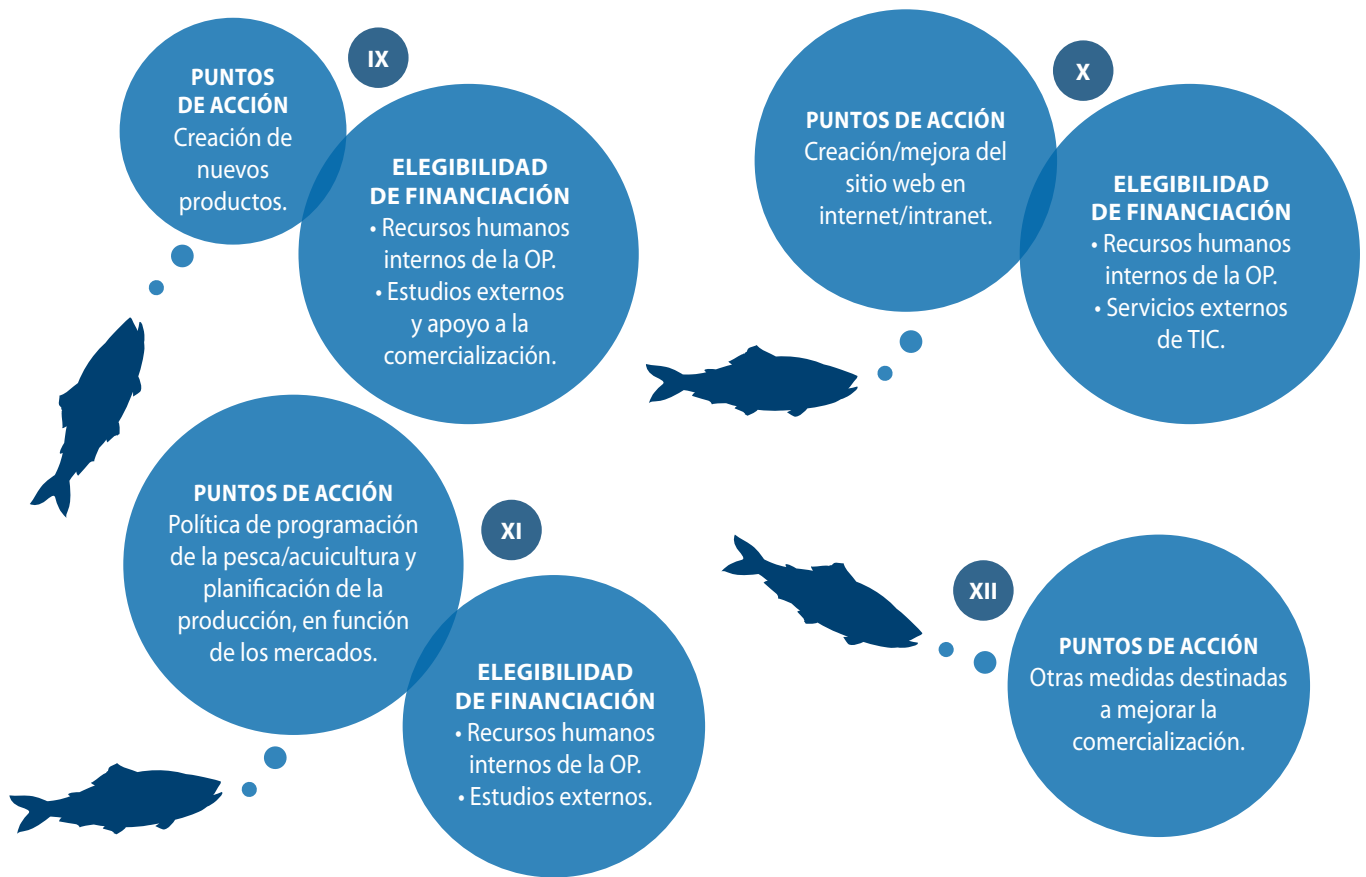 IX
PUNTOS
DE ACCIÓN
Creación de
nuevos
productos.
ELEGIBILIDAD
DE FINANCIACIÓN
• Recursos humanos
internos de la OP.
• Estudios externos
y apoyo a la
comercialización.
X
PUNTOS DE ACCIÓN
Creación/mejora del
sitio web en
internet/intranet.
ELEGIBILIDAD
DE FINANCIACIÓN
• Recursos humanos
internos de la OP.
• Servicios externos
de TIC.
XI
PUNTOS DE ACCIÓN
Política de programación
de la pesca/acuicultura y
planificación de la
producción, en función
de los mercados.
ELEGIBILIDAD
DE FINANCIACIÓN
• Recursos humanos
internos de la OP.
• Estudios externos.
XII
PUNTOS DE ACCIÓN
Otras medidas destinadas
a mejorar la
comercialización.